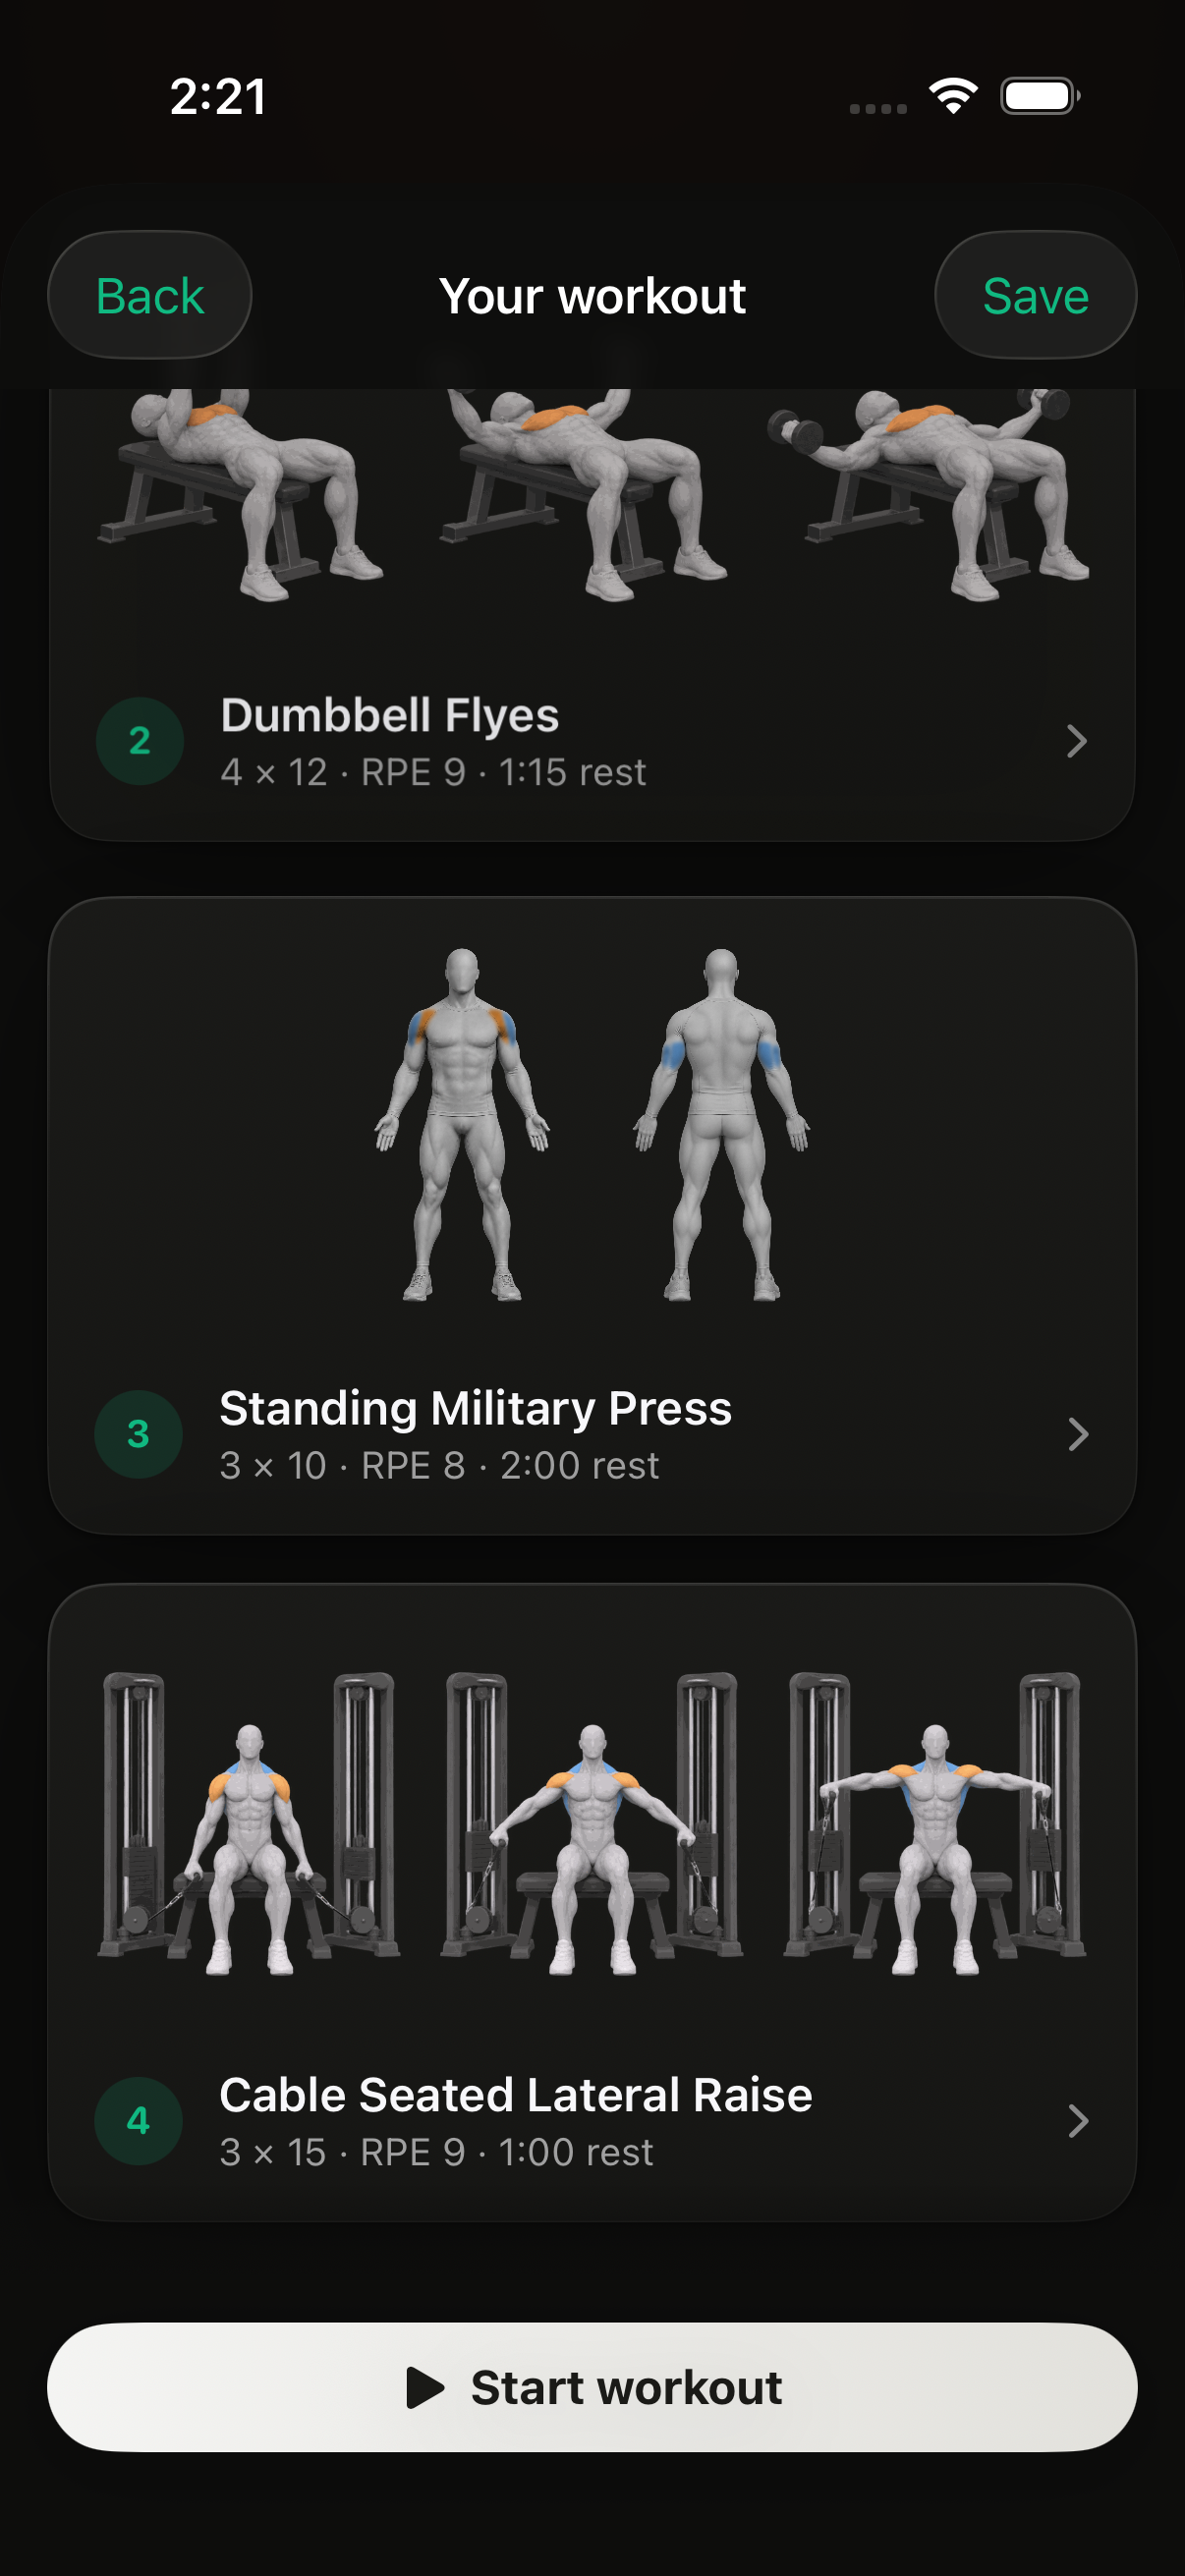 2:21
Back
Your workout
Save
2
Dumbbell Flyes
4 × 12 · RPE 9 · 1:15 rest
3
Standing Military Press
3 × 10 · RPE 8 · 2:00 rest
4
Cable Seated Lateral Raise
3 × 15 · RPE 9 · 1:00 rest
Start workout